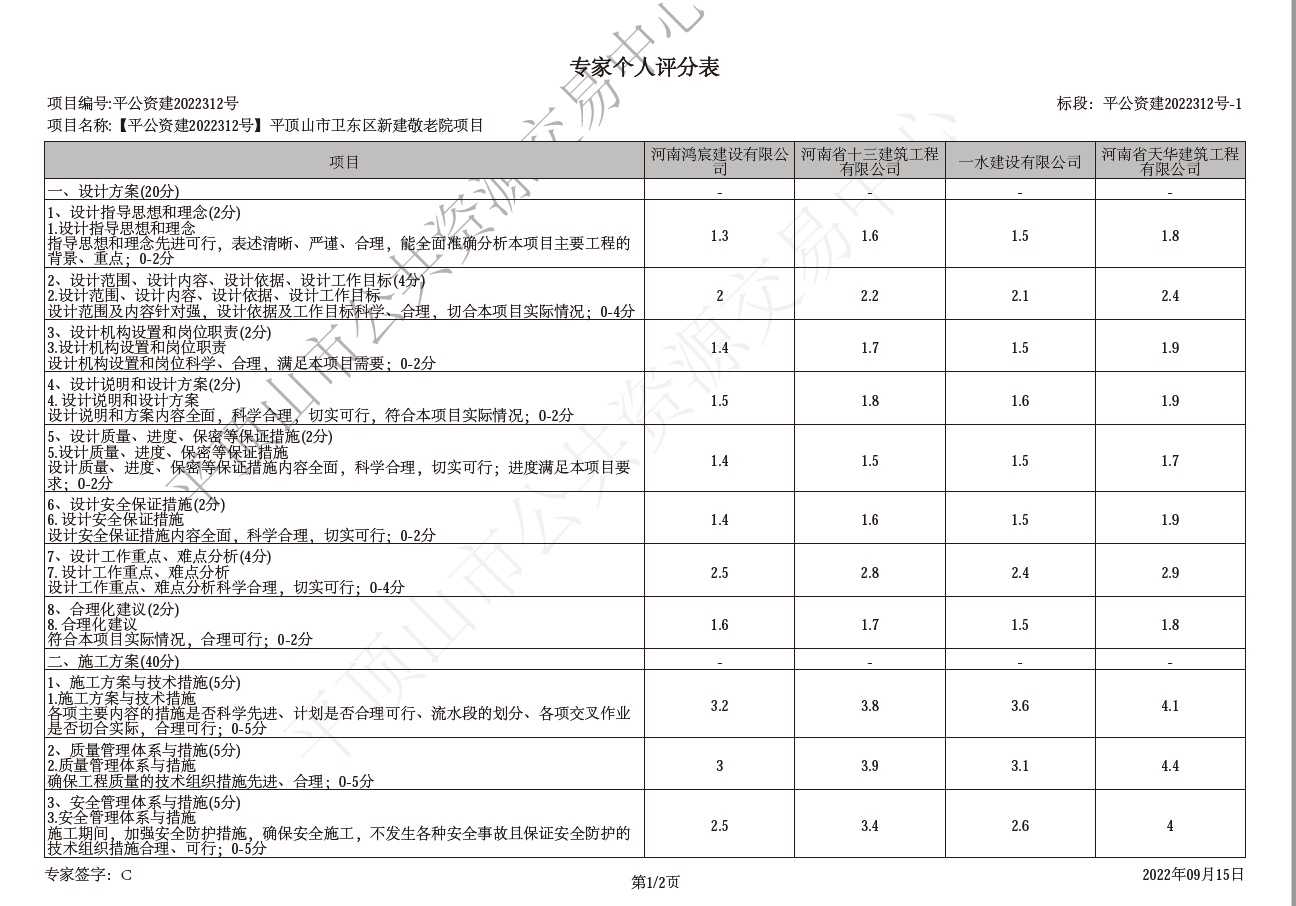 专家个人评分表
项目编号:平公资建2022312号
标段：平公资建2022312号-1
项目名称:【平公资建2022312号】平顶山市卫东区新建敬老院项目
项目
河南鸿宸建设有限公
司
河南省十三建筑工程
有限公司
一水建设有限公司
河南省天华建筑工程
有限公司
一、设计方案(20分)
- - - -
1、设计指导思想和理念(2分)
1.设计指导思想和理念
指导思想和理念先进可行，表述清晰、严谨、合理，能全面准确分析本项目主要工程的
背景、重点；0-2分
1.3 1.6 1.5 1.8
2、设计范围、设计内容、设计依据、设计工作目标(4分)
2.设计范围、设计内容、设计依据、设计工作目标
设计范围及内容针对强，设计依据及工作目标科学、合理，切合本项目实际情况；0-4分
2 2.2 2.1 2.4
3、设计机构设置和岗位职责(2分)
3.设计机构设置和岗位职责
设计机构设置和岗位科学、合理，满足本项目需要；0-2分
1.4 1.7 1.5 1.9
4、设计说明和设计方案(2分)
4. 设计说明和设计方案
设计说明和方案内容全面，科学合理，切实可行，符合本项目实际情况；0-2分
1.5 1.8 1.6 1.9
5、设计质量、进度、保密等保证措施(2分)
5.设计质量、进度、保密等保证措施
设计质量、进度、保密等保证措施内容全面，科学合理，切实可行；进度满足本项目要
求；0-2分
1.4 1.5 1.5 1.7
6、设计安全保证措施(2分)
6. 设计安全保证措施
设计安全保证措施内容全面，科学合理，切实可行；0-2分
1.4 1.6 1.5 1.9
7、设计工作重点、难点分析(4分)
7. 设计工作重点、难点分析
设计工作重点、难点分析科学合理，切实可行；0-4分
2.5 2.8 2.4 2.9
8、合理化建议(2分)
8. 合理化建议
符合本项目实际情况，合理可行；0-2分
1.6 1.7 1.5 1.8
二、施工方案(40分)
- - - -
1、施工方案与技术措施(5分)
1.施工方案与技术措施
各项主要内容的措施是否科学先进、计划是否合理可行、流水段的划分、各项交叉作业
是否切合实际，合理可行；0-5分
3.2 3.8 3.6 4.1
2、质量管理体系与措施(5分)
2.质量管理体系与措施
确保工程质量的技术组织措施先进、合理；0-5分
3 3.9 3.1 4.4
3、安全管理体系与措施(5分)
3.安全管理体系与措施
施工期间，加强安全防护措施，确保安全施工，不发生各种安全事故且保证安全防护的
技术组织措施合理、可行；0-5分
2.5 3.4 2.6 4
专家签字：C
第1/2页
2022年09月15日
平顶山市公共资源交易中心
平顶山市公共资源交易中心